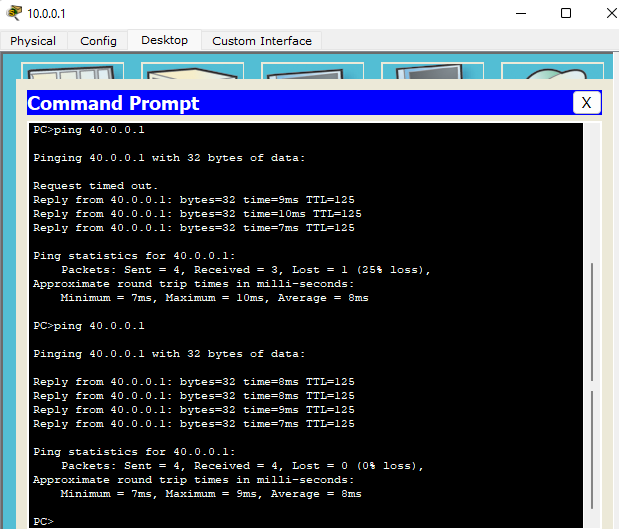 10.0.0.1
Physical Config Desktop Custom Interface
Command Prompt X
PC>ping 40.0.0.1
Pinging 40.0.0.1 with 32 bytes of data:
Request timed out.
Reply from 40.0.0.1: bytes=32 time=9ms TTL=125
Reply from 40.0.0.1: bytes=32 time=10ms TTL=125
Reply from 40.0.0.1: bytes=32 time=7ms TTL=125
Ping statistics for 40.0.0.1:
Packets: Sent = 4, Received = 3, Lost = 1 (25% loss),
Approximate round trip times in milli-seconds:
Minimum = 7ms, Maximum = 10ms, Average = 8ms
PC>ping 40.0.0.1
Pinging 40.0.0.1 with 32 bytes of data:
Reply from 40.0.0.1: bytes=32 time=8ms TTL=125
Reply from 40.0.0.1: bytes=32 time=8ms TTL=125
Reply from 40.0.0.1: bytes=32 time=9ms TTL=125
Reply from 40.0.0.1: bytes=32 time=7ms TTL=125
Ping statistics for 40.0.0.1:
Packets: Sent = 4, Received = 4, Lost = 0 (0% loss),
Approximate round trip times in milli-seconds:
Minimum = 7ms, Maximum = 9ms, Average = 8ms
PC>